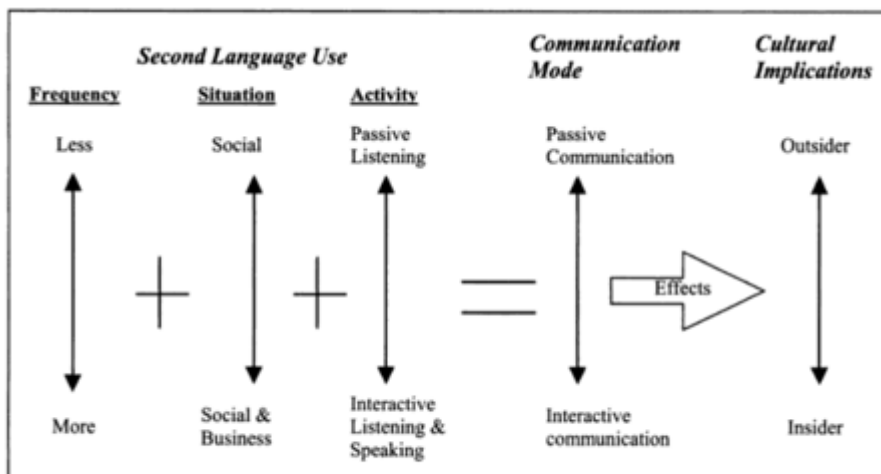 Second Language Use
Communication
Mode
Cultural
Implications
Frequency
Situation
Activity
Less
Social
Passive
Listening
Passive
Communication
Outsider
Effects
More
Social &
Business
Interactive
Listening &
Speaking
Interactive
communication
Insider